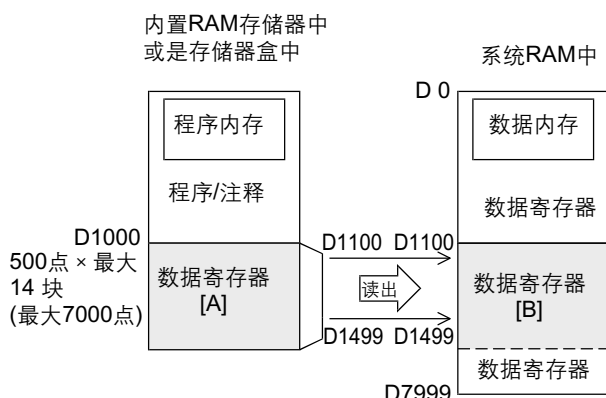 内置RAM存储器中
或是存储器盒中
系统RAM中
D 0
程序内存
数据内存
程序/注释
数据寄存器
D1000
500点 × 最大
14 块
(最大7000点)
D1100 D1100
数据寄存器
[A]
读出
数据寄存器
[B]
D1499 D1499
数据寄存器
D7999